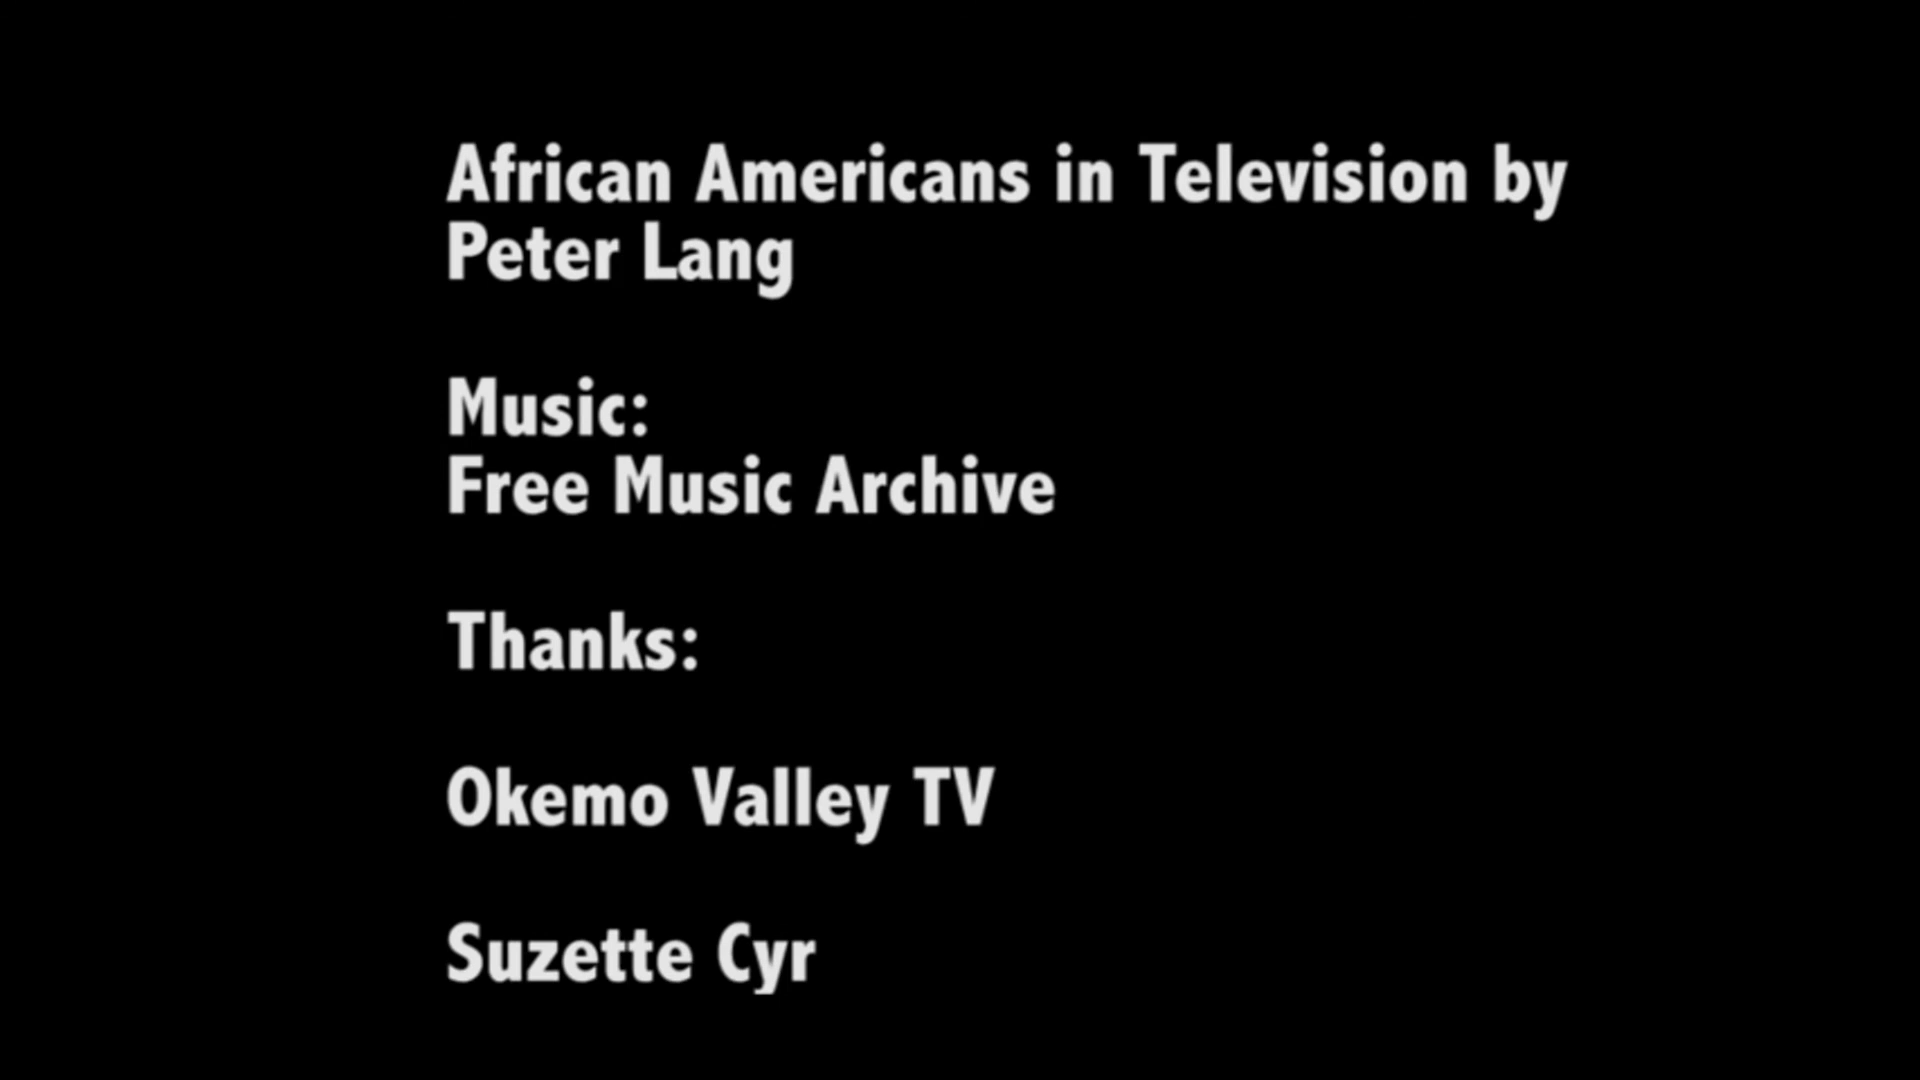 African Americans in Television by
Peter Lang
Music:
Free Music Archive
Thanks:
Okemo Valley TV
Suzette Cyr